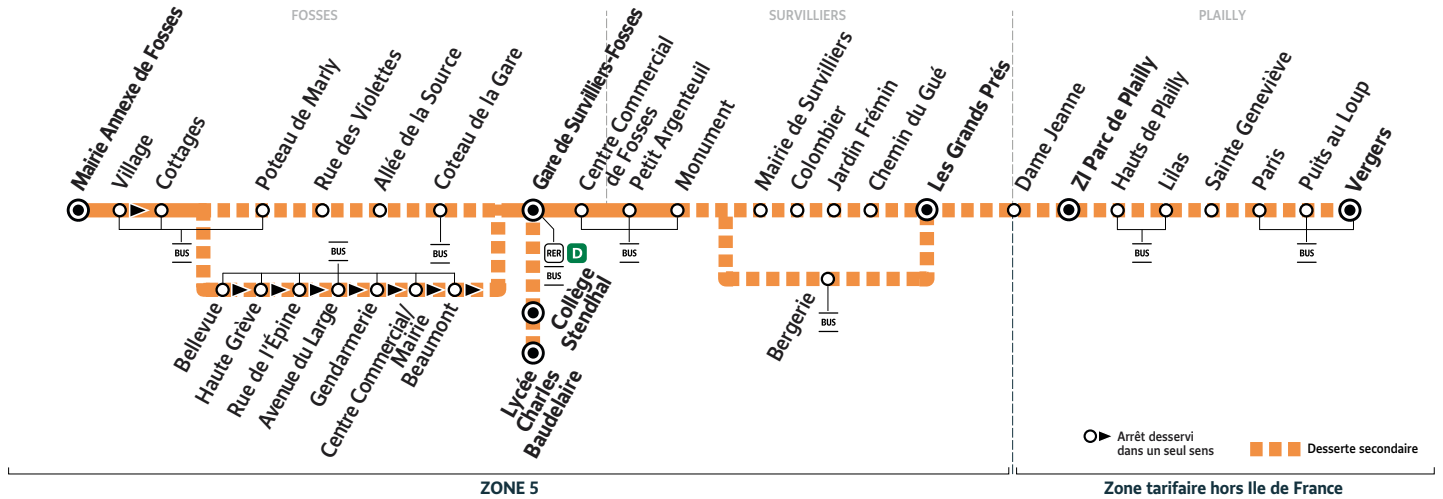 FOSSES
SURVILLIERS
PLAILLY
Mairie Annexe de Fosses
Village
Cottages
Poteau de Marly
Rue des Violettes
Allée de la Source
Coteau de la Gare
Gare de Survilliers-Fosses
Centre Commercial
de Fosses
Petit Argenteuil
Monument
Mairie de Survilliers
Colombier
Jardin Frémin
Chemin du Gué
Les Grands Prés
Dame Jeanne
ZI Parc de Plailly
Hauts de Plailly
Lilas
Sainte Geneviève
Paris
Puits au Loup
Vergers
BUS
BUS
BUS
RER D
BUS
BUS
BUS
BUS
BUS
Bellevue
Haute Grève
Rue de l'Épine
Avenue du Large
Gendarmerie
Centre Commercial/
Mairie
Beaumont
Collège
Stendhal
Lycée
Charles
Baudelaire
Bergerie
Arrêt desservi
dans un seul sens
Desserte secondaire
ZONE 5
Zone tarifaire hors Ile de France